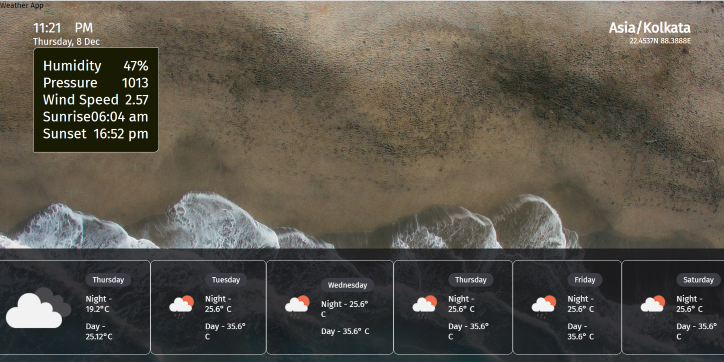 Weather App
11:21 PM
Thursday, 8 Dec
Asia/Kolkata
22.4537N 88.3888E
Humidity 47%
Pressure 1013
Wind Speed 2.57
Sunrise06:04 am
Sunset 16:52 pm
Thursday
Night -
19.2°C
Day -
25.12°C
Tuesday
Night -
25.6° C
Day - 35.6°
C
Wednesday
Night - 25.6°
C
Day - 35.6° C
Thursday
Night -
25.6° C
Day - 35.6°
C
Friday
Night -
25.6° C
Day -
35.6° C
Saturday
Night -
25.6° C
Day - 35.6°
C